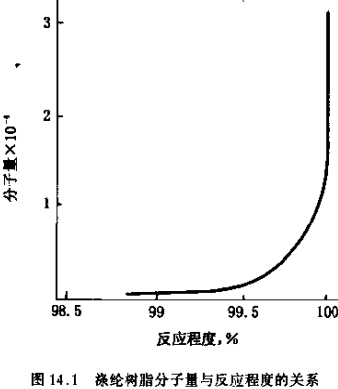 3
2
1
分子量×10⁻⁴
98.5 99 99.5 100
反应程度,%
图 14.1 涤纶树脂分子量与反应程度的关系